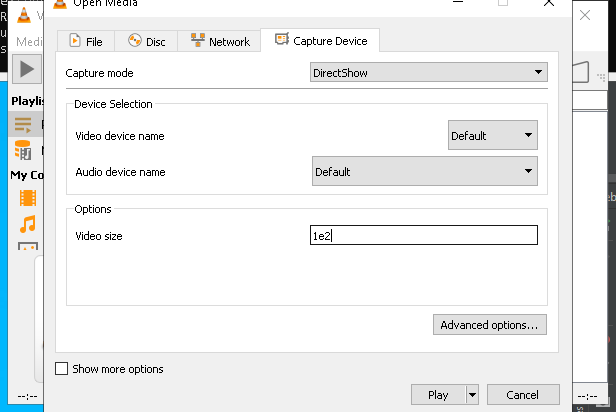 Open Media
Medi
File
Disc
Network
Capture Device
Capture mode
DirectShow
Playlis
Device Selection
Video device name
Default
Audio device name
Default
My Co
Options
Video size
1e2
Advanced options...
Show more options
--:--
Play
Cancel
--:--